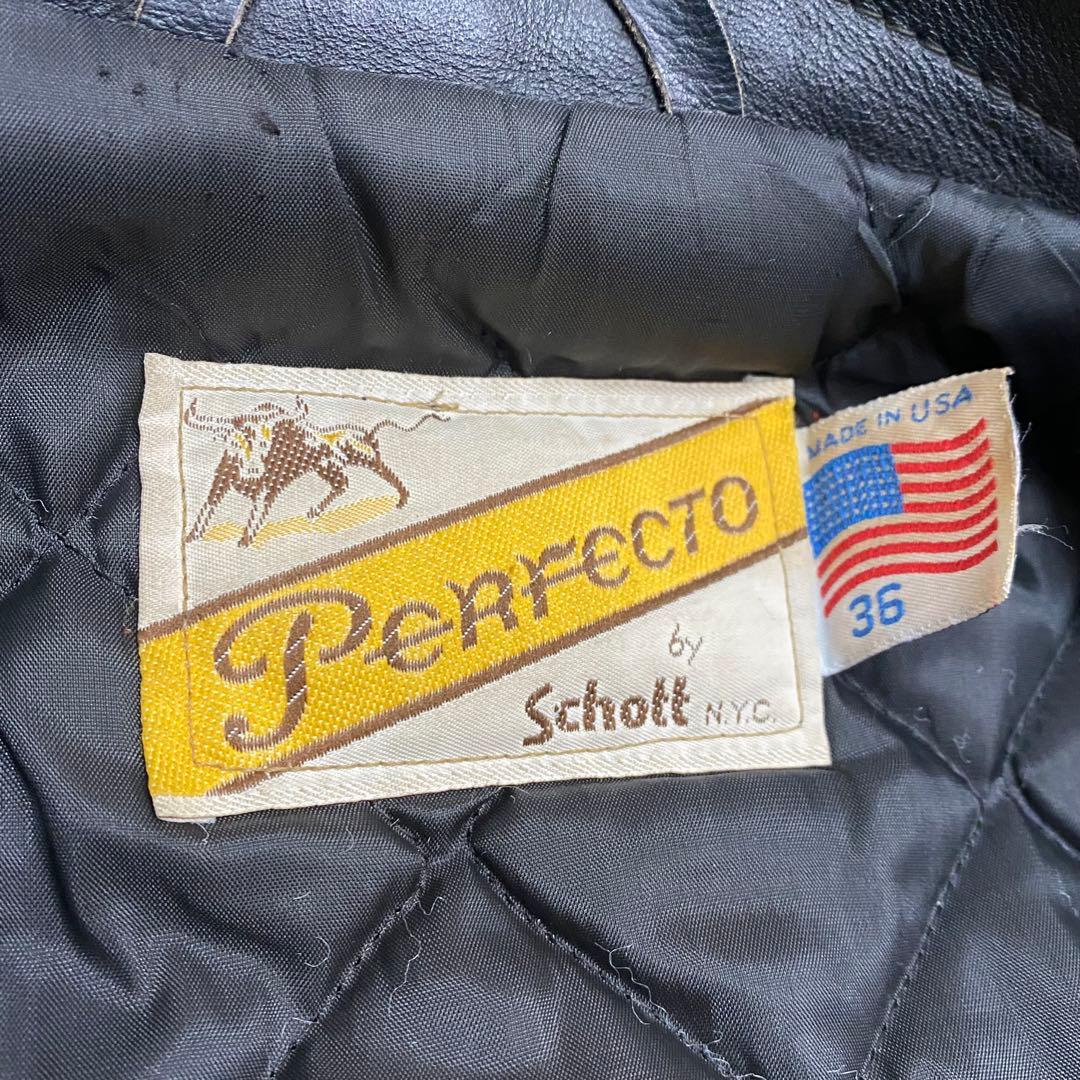 PERFECTO
by
Schott N.Y.C.
MADE IN USA
36